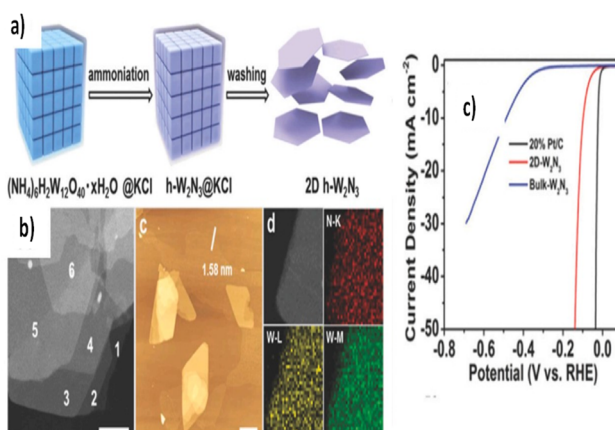 a)
ammoniation
washing
(NH₄)₆H₂W₁₂O₄₀·xH₂O @KCl
h-W₂N₃@KCl
2D h-W₂N₃
b)
6
5
4
1
3
2
c
1.58 nm
d
N-K
W-L
W-M
c)
Current Density (mA cm⁻²)
0
-10
-20
-30
-40
-50
20% Pt/C
2D-W₂N₃
Bulk-W₂N₃
-0.8
-0.6
-0.4
-0.2
0.0
Potential (V vs. RHE)